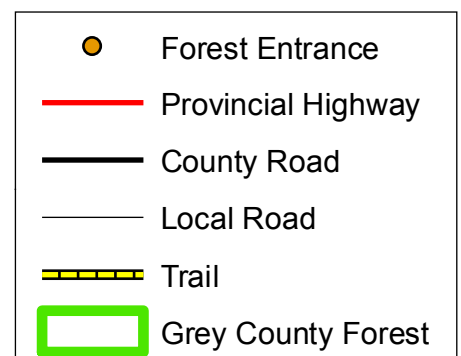 Forest Entrance
Provincial Highway
County Road
Local Road
Trail
Grey County Forest